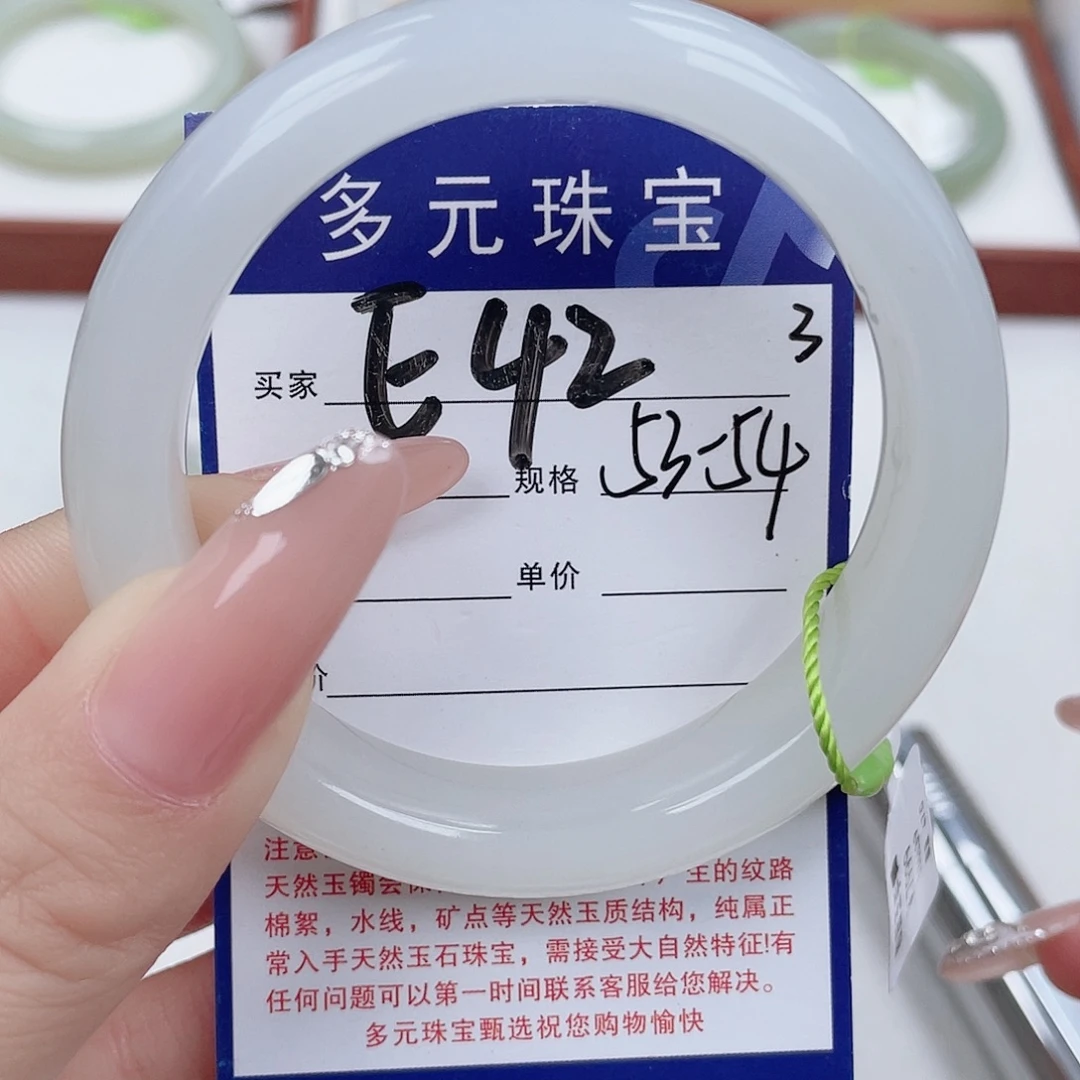 多元珠宝
3
买家 E42
规格 53-54
单价
价
注意
天然玉镯会 生的纹路
棉絮，水线，矿点等天然玉质结构，纯属正
常入手天然玉石珠宝，需接受大自然特征!有
任何问题可以第一时间联系客服给您解决。
多元珠宝甄选祝您购物愉快